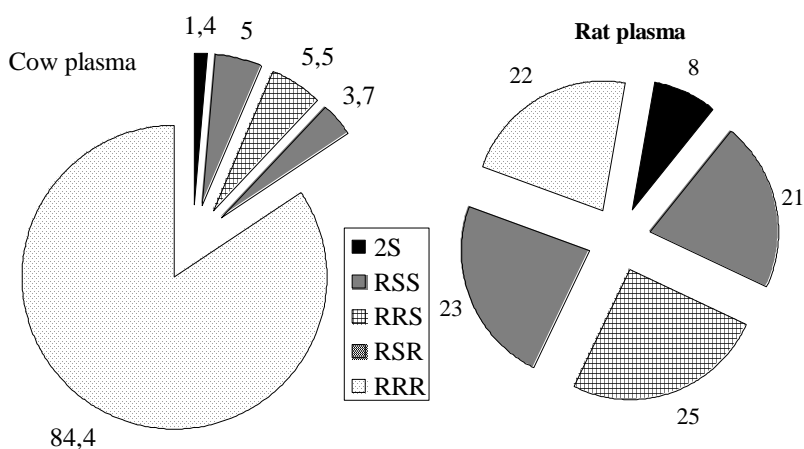 Cow plasma
1,4
5
5,5
3,7
84,4
2S
RSS
RRS
RSR
RRR
Rat plasma
8
21
25
23
22